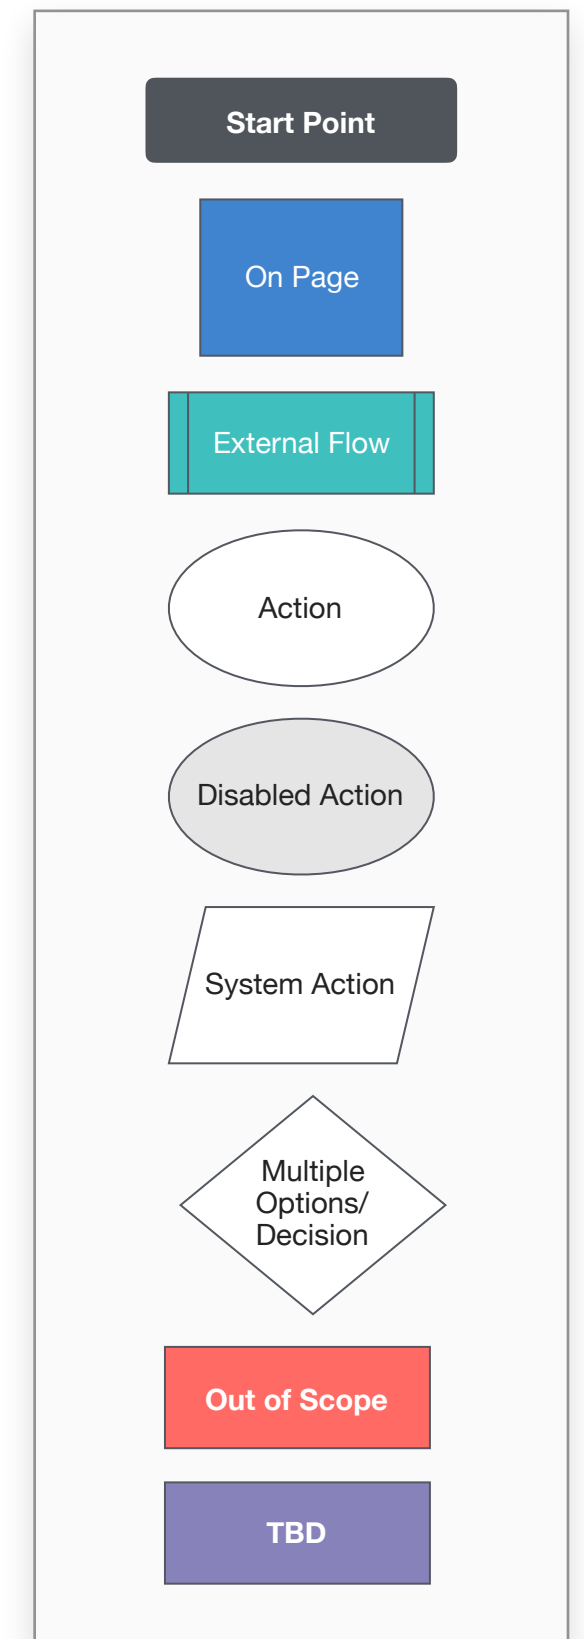 Start Point
On Page
External Flow
Action
Disabled Action
System Action
Multiple
Options/
Decision
Out of Scope
TBD